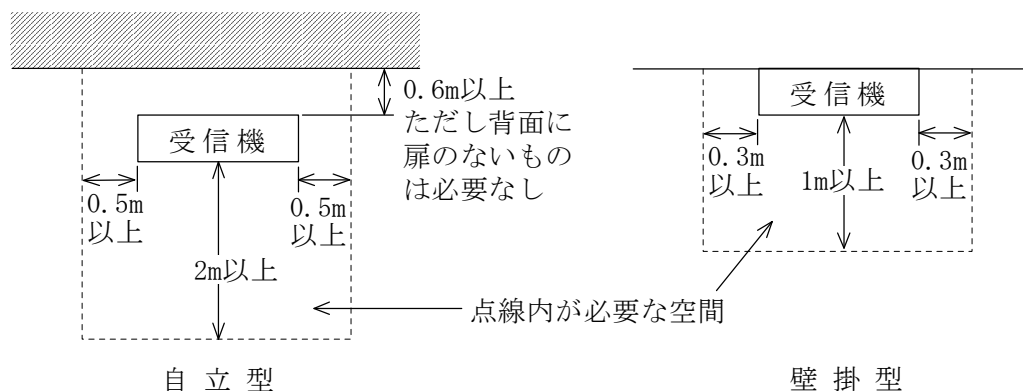 0.6m以上
ただし背面に
扉のないもの
は必要なし
受信機
0.5m
以上
0.5m
以上
2m以上
受信機
0.3m
以上
1m以上
0.3m
以上
点線内が必要な空間
自立型
壁掛型